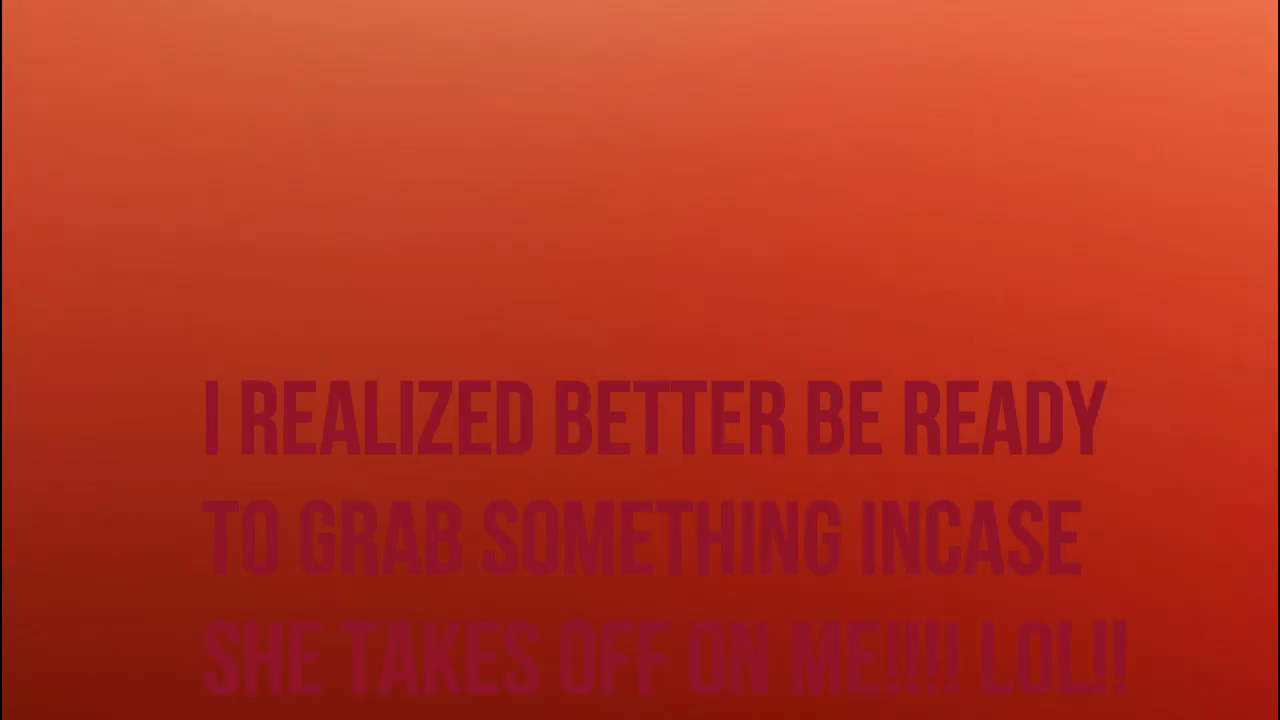 I REALIZED BETTER BE READY
TO GRAB SOMETHING INCASE
SHE TAKES OFF ON ME!!!! LOL!!